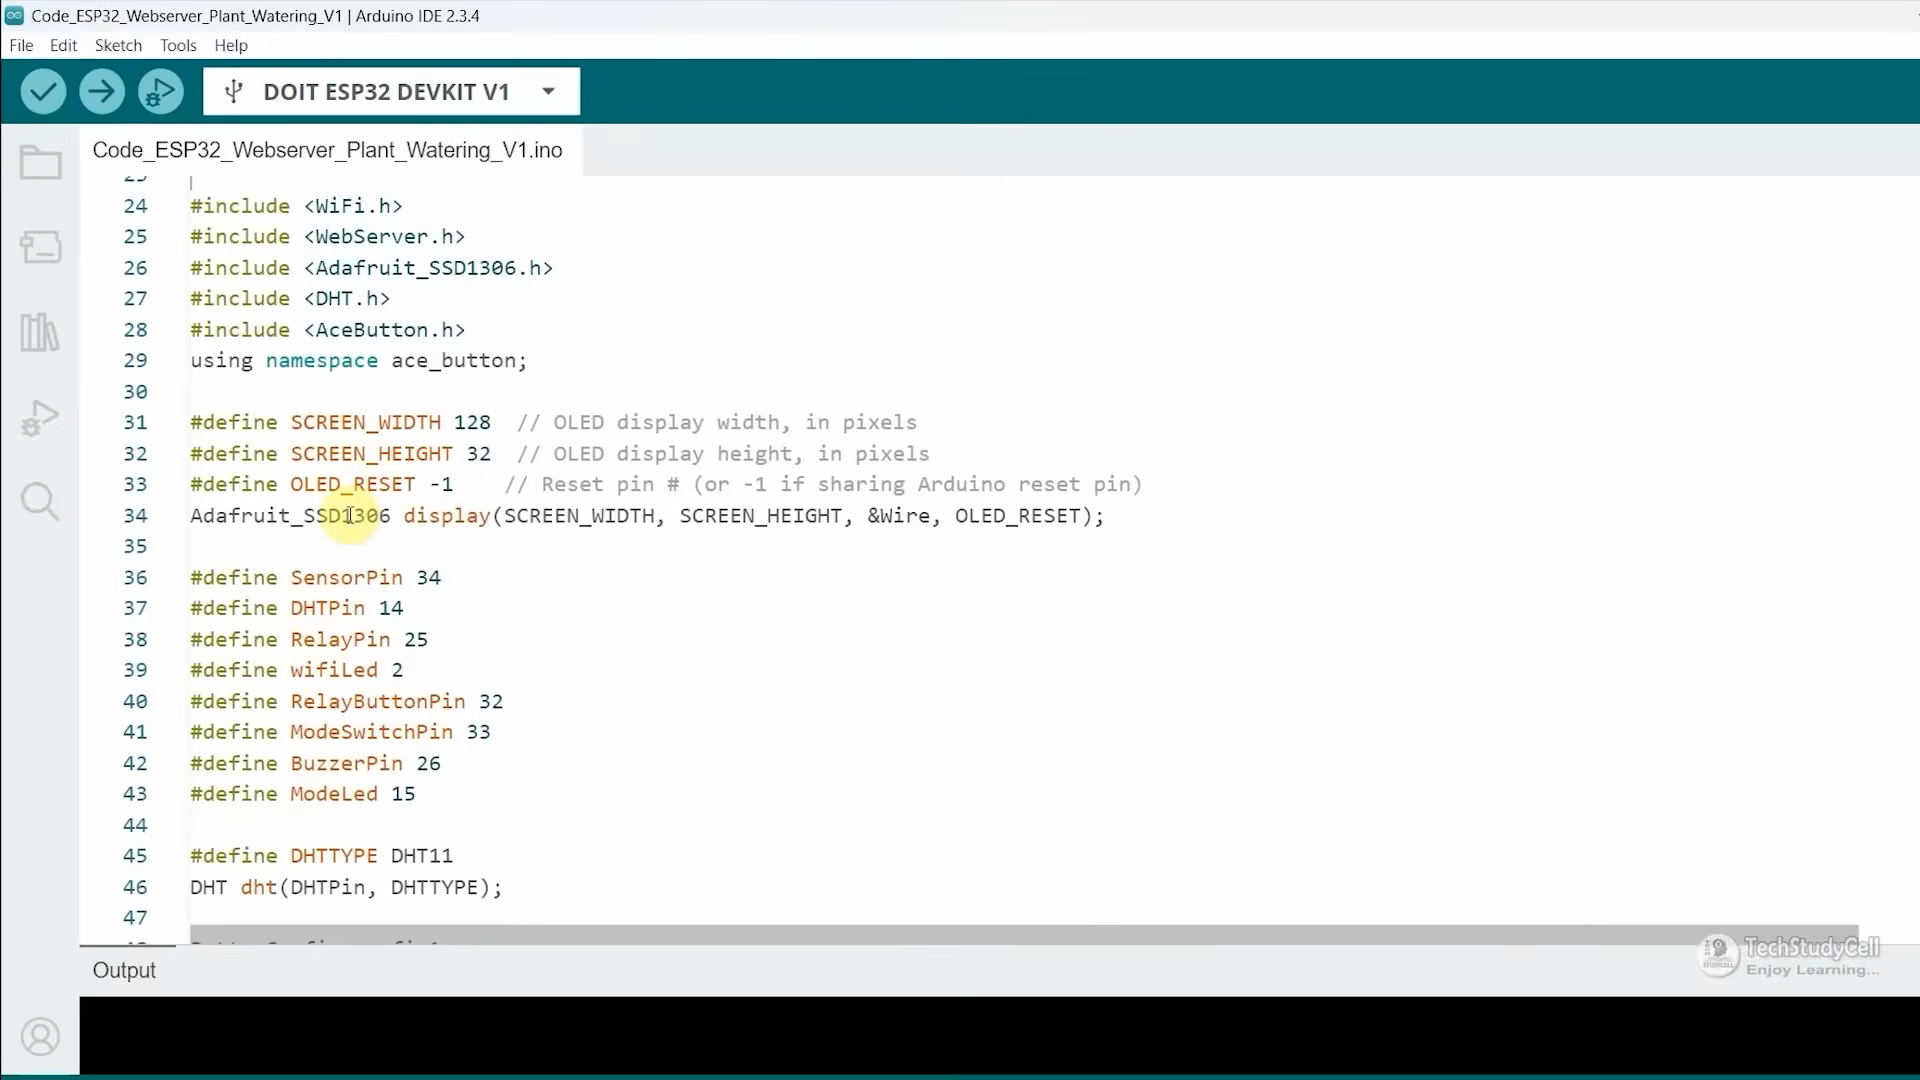 Code_ESP32_Webserver_Plant_Watering_V1 | Arduino IDE 2.3.4
File Edit Sketch Tools Help
DOIT ESP32 DEVKIT V1
Code_ESP32_Webserver_Plant_Watering_V1.ino
23
24 #include <WiFi.h>
25 #include <WebServer.h>
26 #include <Adafruit_SSD1306.h>
27 #include <DHT.h>
28 #include <AceButton.h>
29 using namespace ace_button;
30
31 #define SCREEN_WIDTH 128  // OLED display width, in pixels
32 #define SCREEN_HEIGHT 32  // OLED display height, in pixels
33 #define OLED_RESET -1    // Reset pin # (or -1 if sharing Arduino reset pin)
34 Adafruit_SSD1306 display(SCREEN_WIDTH, SCREEN_HEIGHT, &Wire, OLED_RESET);
35
36 #define SensorPin 34
37 #define DHTPin 14
38 #define RelayPin 25
39 #define wifiLed 2
40 #define RelayButtonPin 32
41 #define ModeSwitchPin 33
42 #define BuzzerPin 26
43 #define ModeLed 15
44
45 #define DHTTYPE DHT11
46 DHT dht(DHTPin, DHTTYPE);
47
Output
TechStudyCell
Enjoy Learning...